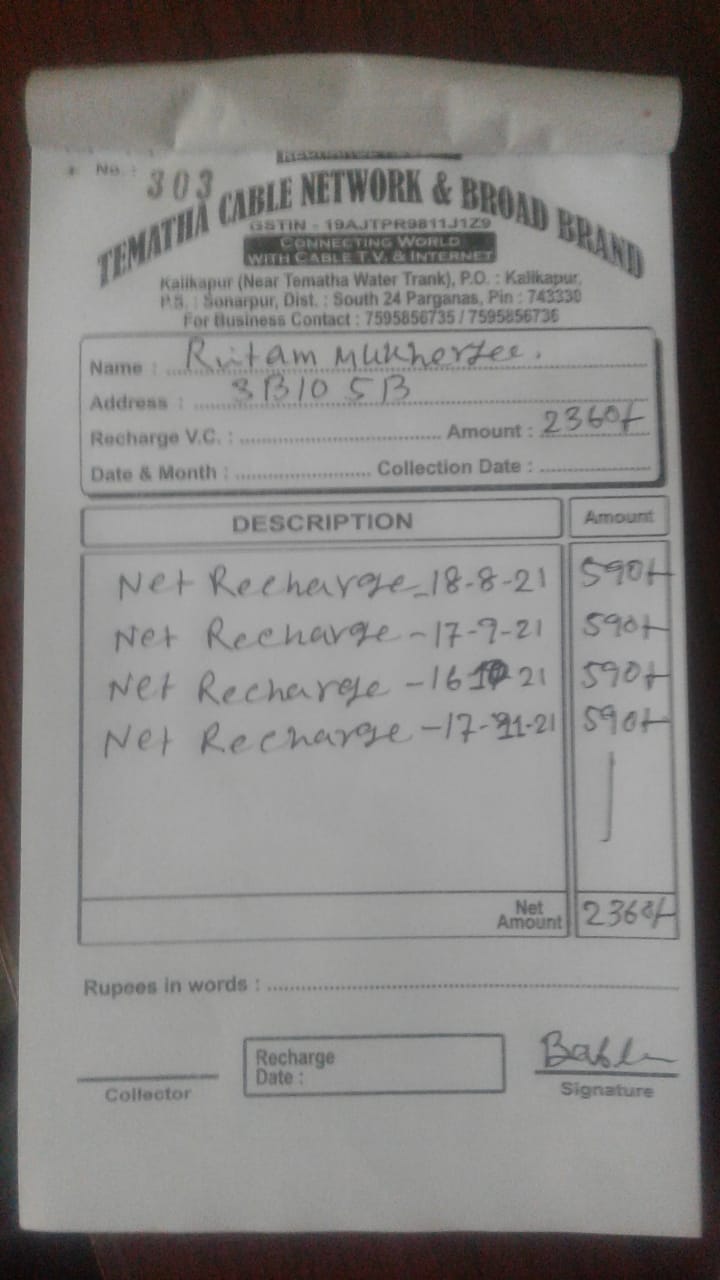 No. : 303
TEMATHA CABLE NETWORK & BROAD BRAND
GSTIN - 19AJTPR9811J1Z9
CONNECTING WORLD
WITH CABLE T.V. & INTERNET
Kalikapur (Near Tematha Water Trank), P.O. : Kalikapur,
P.S. : Sonarpur, Dist. : South 24 Parganas, Pin : 743330
For Business Contact : 7595856735 / 7595856736
Name : Ritam Mukherjee.
Address : 3B10 5B
Recharge V.C. : Amount : 2360/-
Date & Month : Collection Date :
DESCRIPTION Amount
Net Recharge - 18-8-21 590/-
Net Recharge - 17-9-21 590/-
Net Recharge - 16 10 21 590/-
Net Recharge - 17-11-21 590/-
Net Amount 2360/-
Rupees in words :
Recharge Date :
Collector
Signature